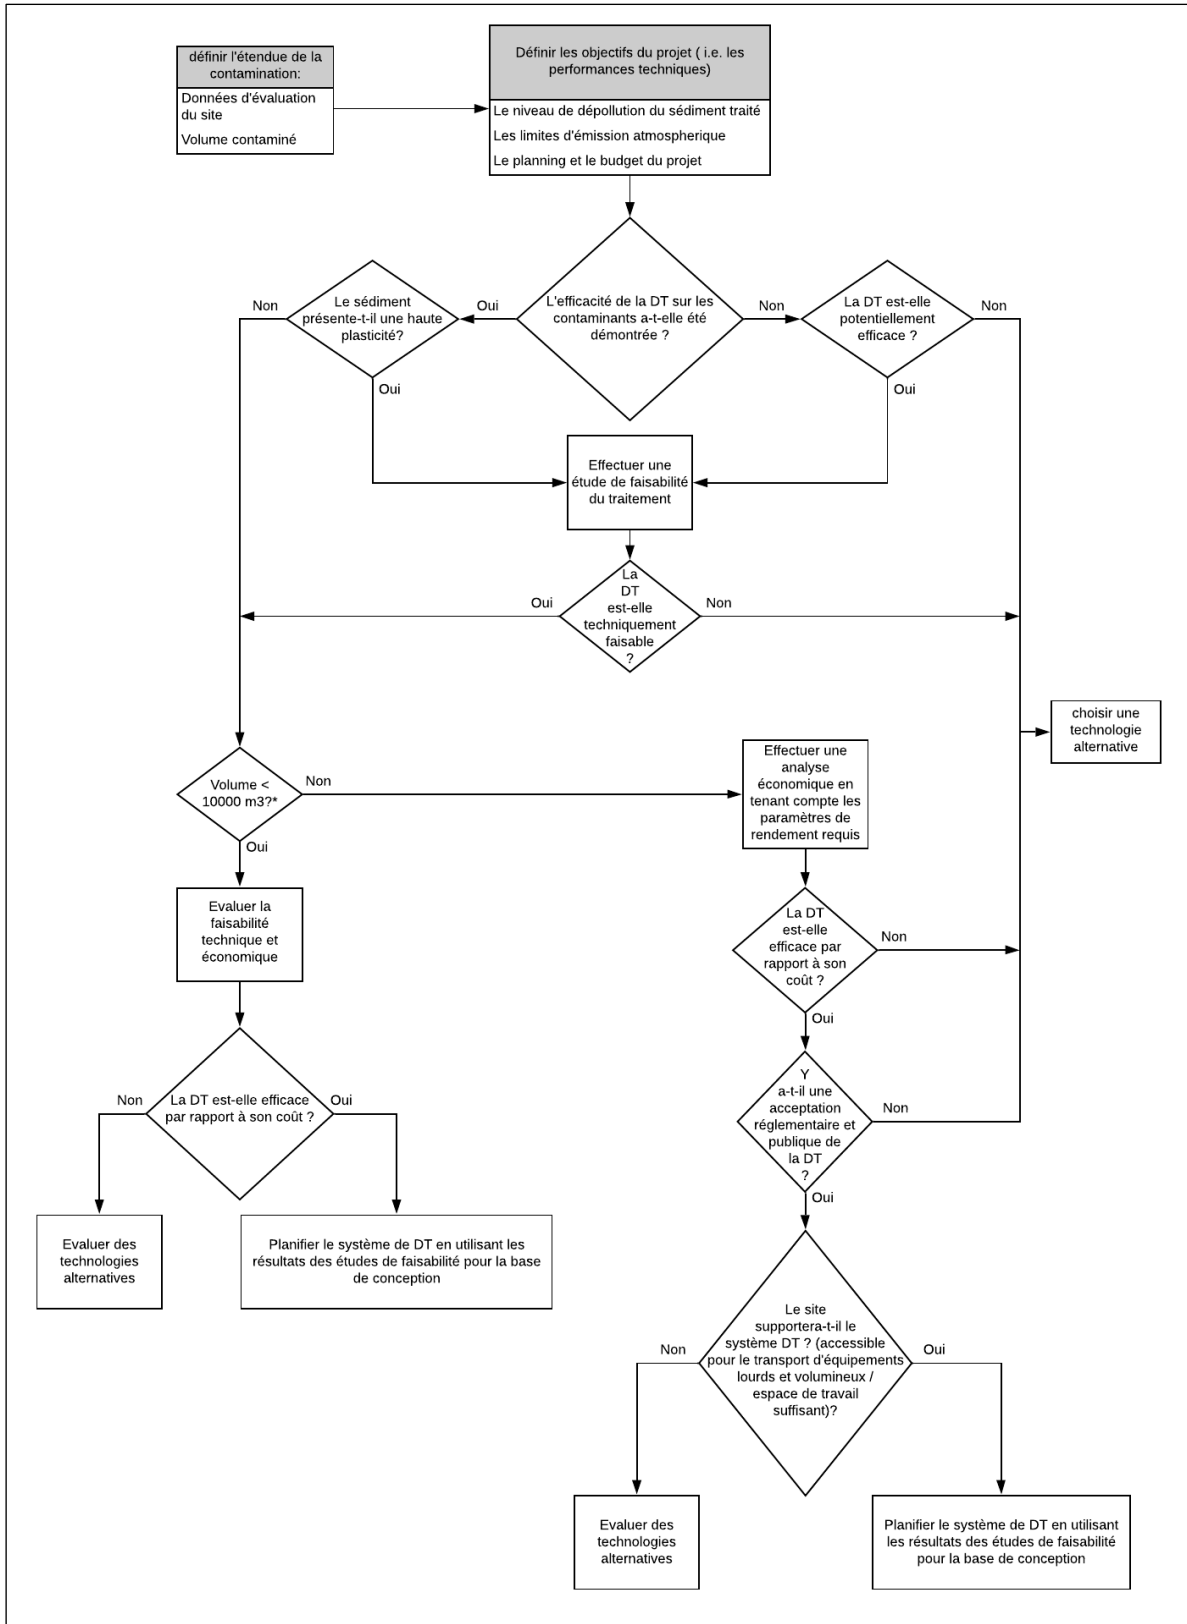 définir l'étendue de la
contamination:
Données d'évaluation
du site
Volume contaminé
Définir les objectifs du projet ( i.e. les
performances techniques)
Le niveau de dépollution du sédiment traité
Les limites d'émission atmospherique
Le planning et le budget du projet
Non
Le sédiment
présente-t-il une haute
plasticité?
Oui
L'efficacité de la DT sur les
contaminants a-t-elle été
démontrée ?
Non
La DT est-elle
potentiellement
efficace ?
Non
Oui
Oui
Effectuer une
étude de faisabilité
du traitement
Oui
La
DT
est-elle
techniquement
faisable
?
Non
choisir une
technologie
alternative
Volume <
10000 m3?*
Non
Oui
Effectuer une
analyse
économique en
tenant compte les
paramètres de
rendement requis
Evaluer la
faisabilité
technique et
économique
La DT
est-elle
efficace par
rapport à son
coût ?
Non
Oui
Non
La DT est-elle efficace
par rapport à son coût ?
Oui
Y
a-t-il une
acceptation
réglementaire et
publique de
la DT
?
Non
Oui
Evaluer des
technologies
alternatives
Planifier le système de DT en utilisant les
résultats des études de faisabilité pour la base
de conception
Non
Le site
supportera-t-il le
système DT ? (accessible
pour le transport d'équipements
lourds et volumineux /
espace de travail
suffisant)?
Oui
Evaluer des
technologies
alternatives
Planifier le système de DT en utilisant
les résultats des études de faisabilité
pour la base de conception